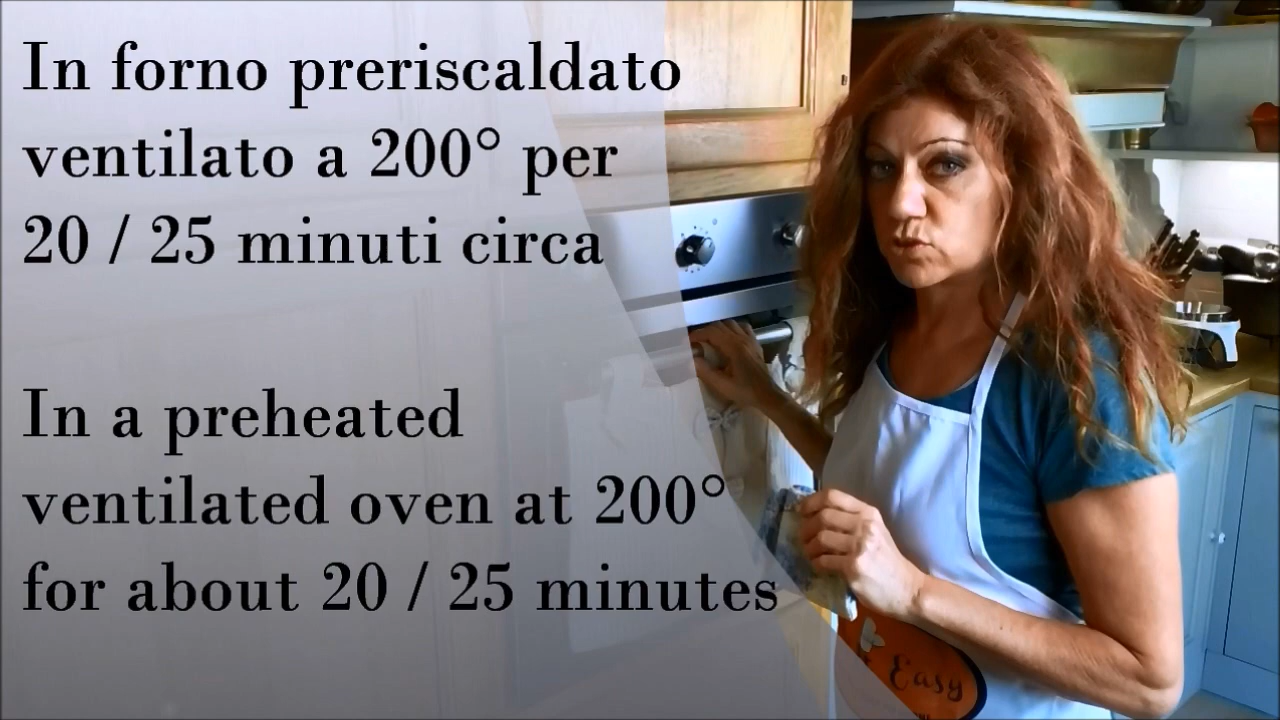 In forno preriscaldato
ventilato a 200° per
20 / 25 minuti circa
In a preheated
ventilated oven at 200°
for about 20 / 25 minutes
Easy